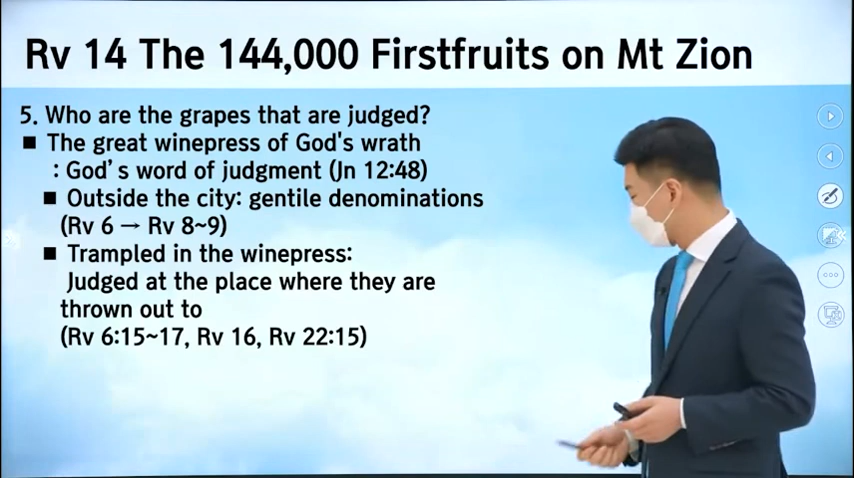 Rv 14 The 144,000 Firstfruits on Mt Zion
5. Who are the grapes that are judged?
■ The great winepress of God's wrath
: God's word of judgment (Jn 12:48)
■ Outside the city: gentile denominations
(Rv 6 → Rv 8~9)
■ Trampled in the winepress:
Judged at the place where they are
thrown out to
(Rv 6:15~17, Rv 16, Rv 22:15)